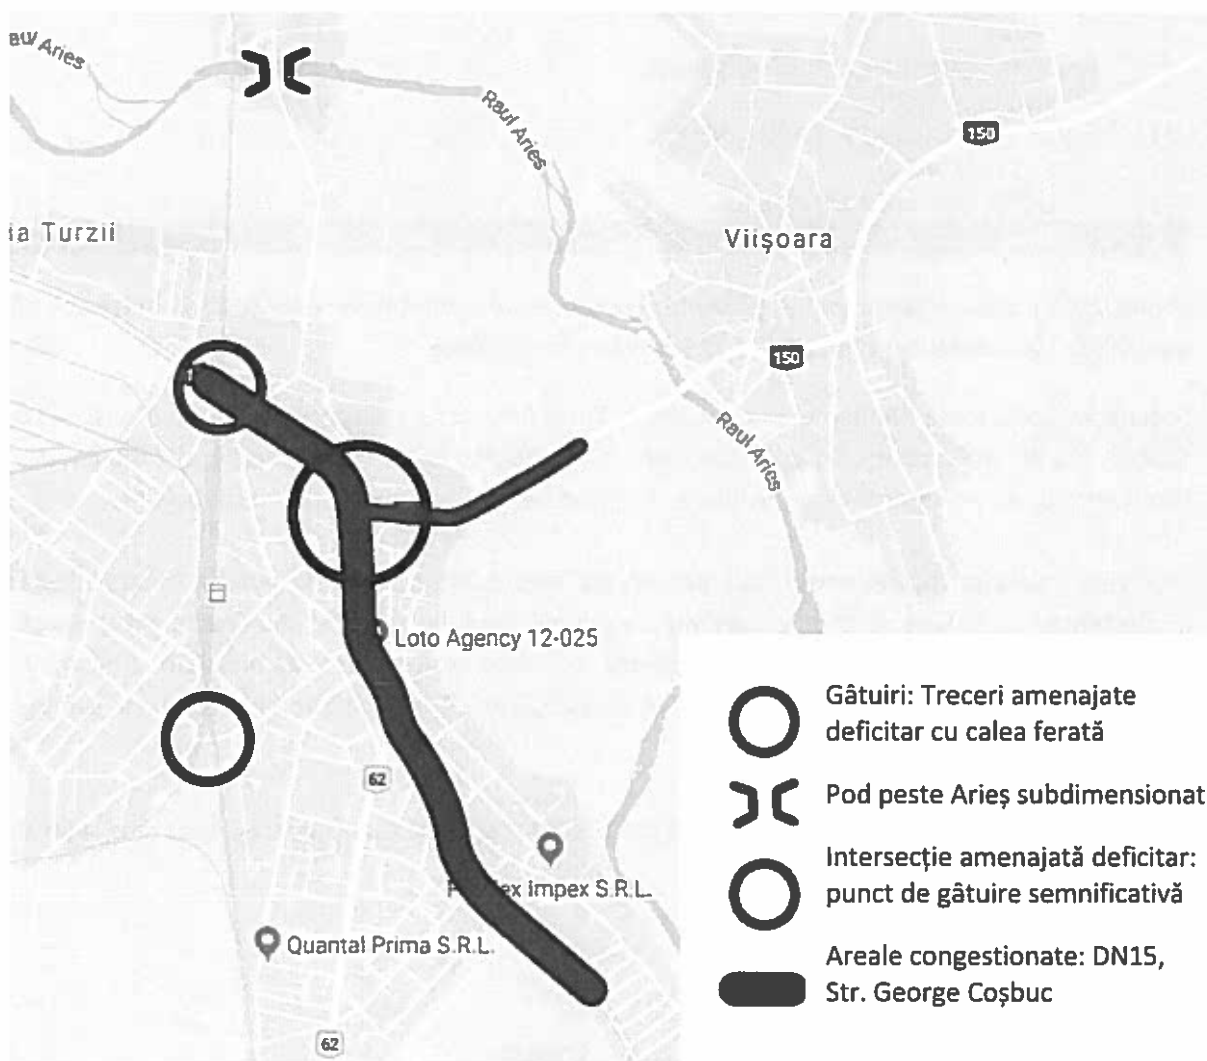 Raul Aries
Raul Aries
150
ia Turzii
Viișoara
150
Raul Aries
Loto Agency 12-025
62
Impex S.R.L.
Quantal Prima S.R.L.
62
Gâtuiri: Treceri amenajate
deficitar cu calea ferată
Pod peste Arieș subdimensionat
Intersecție amenajată deficitar:
punct de gâtuire semnificativă
Areale congestionate: DN15,
Str. George Coșbuc